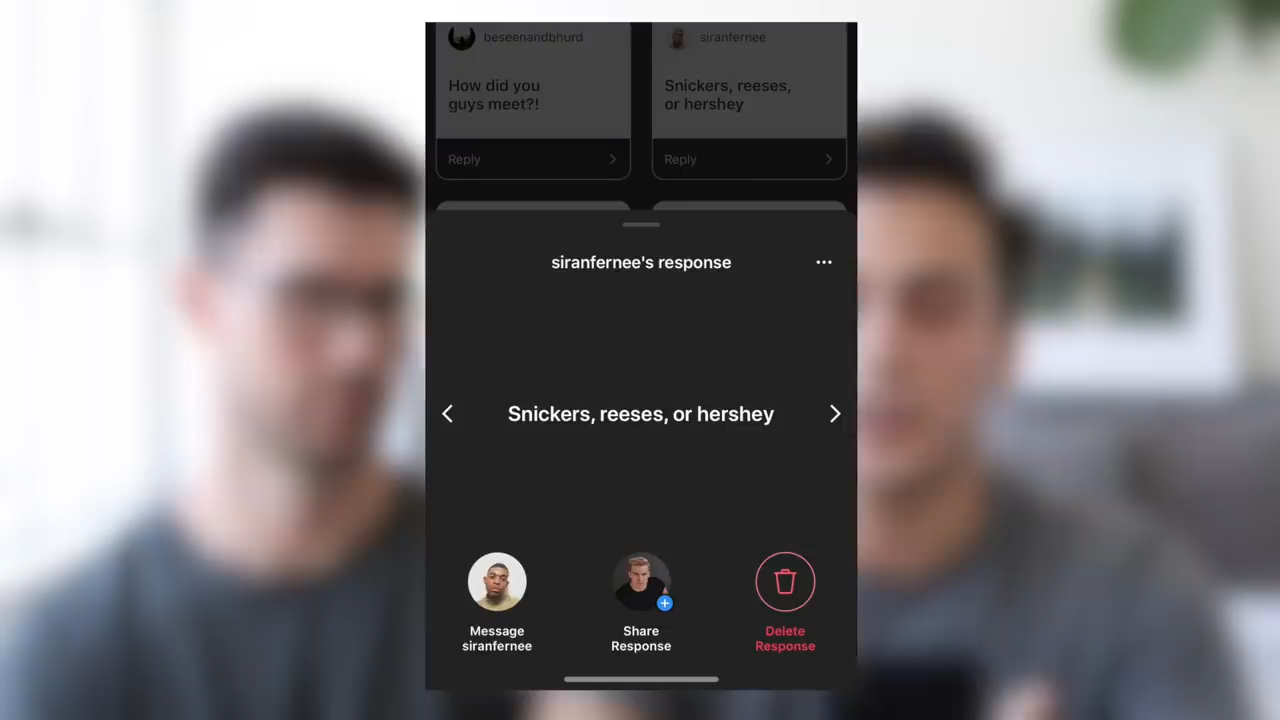 beseenandbhurd
siranfernee
How did you
guys meet?!
Snickers, reeses,
or hershey
Reply
Reply
siranfernee's response
Snickers, reeses, or hershey
Message
siranfernee
Share
Response
Delete
Response